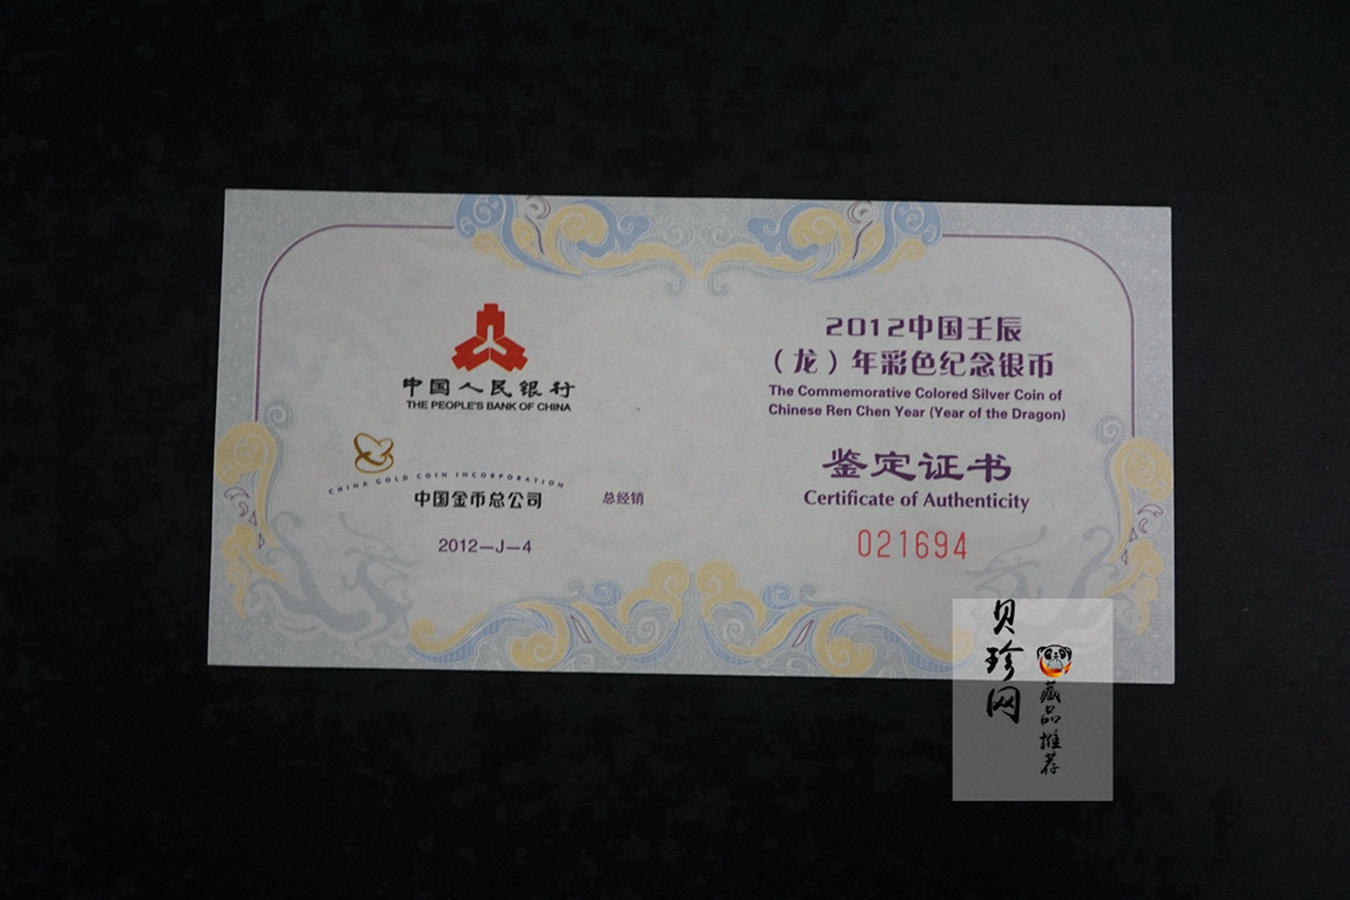 中国人民银行
THE PEOPLE'S BANK OF CHINA
CHINA GOLD COIN INCORPORATION
中国金币总公司
总经销
2012—J—4
2012中国壬辰
（龙）年彩色纪念银币
The Commemorative Colored Silver Coin of
Chinese Ren Chen Year (Year of the Dragon)
鉴定证书
Certificate of Authenticity
021694
贝珍网
藏品推荐